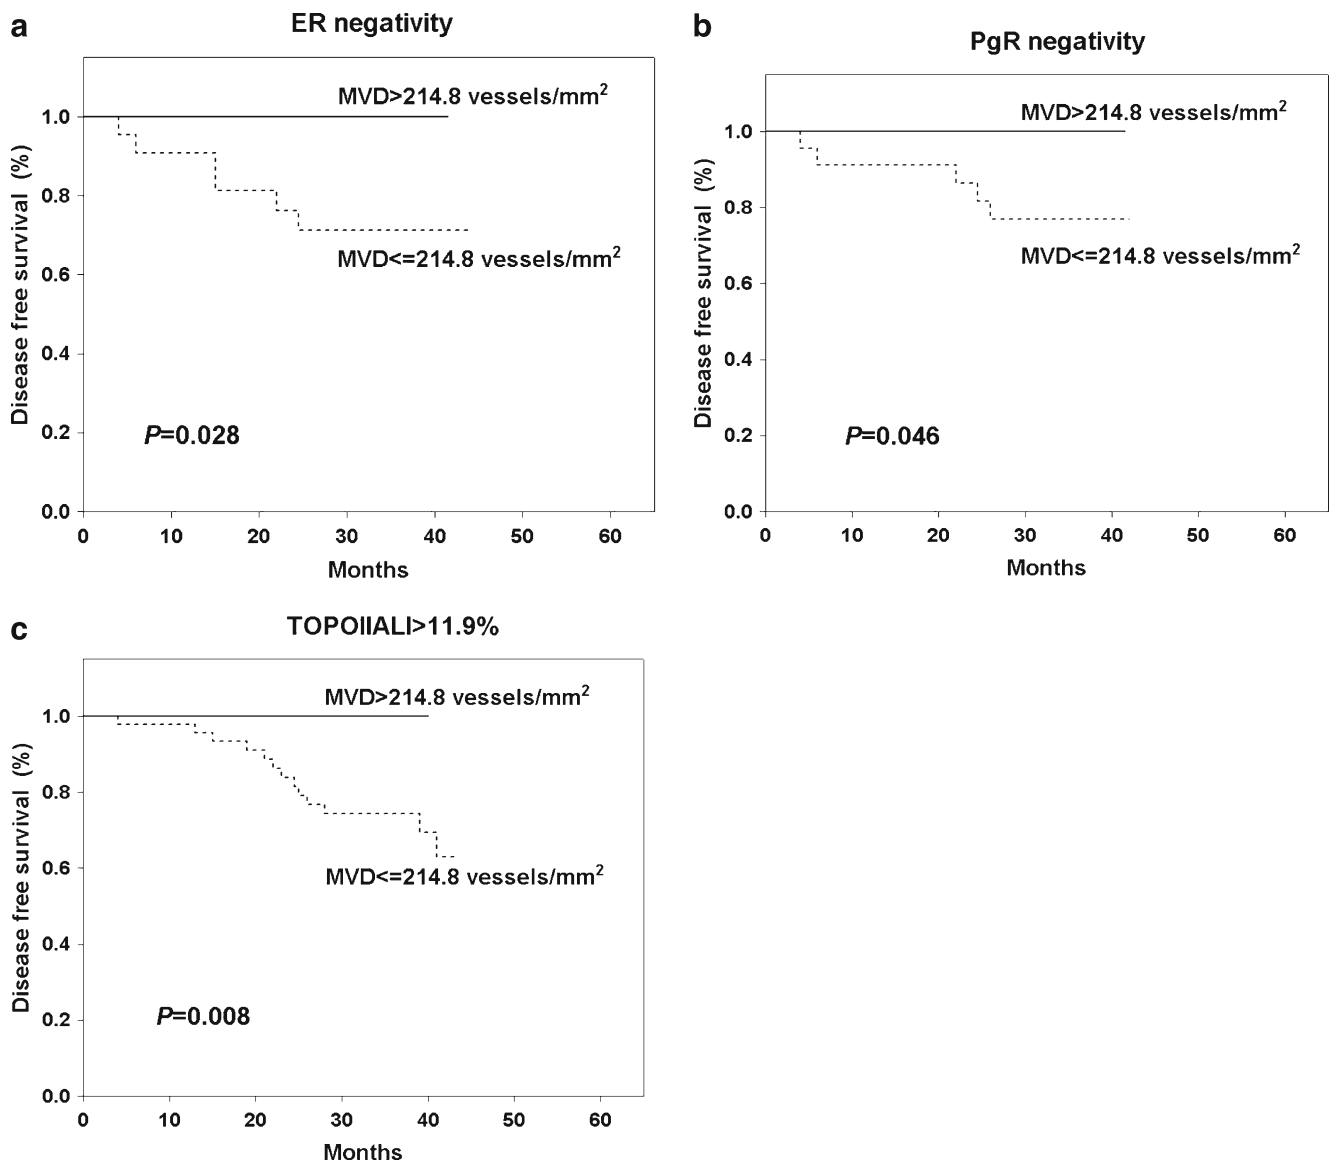 a
ER negativity
MVD>214.8 vessels/mm²
MVD<=214.8 vessels/mm²
P=0.028
Disease free survival (%)
1.0
0.8
0.6
0.4
0.2
0.0
0 10 20 30 40 50 60
Months
b
PgR negativity
MVD>214.8 vessels/mm²
MVD<=214.8 vessels/mm²
P=0.046
Disease free survival (%)
1.0
0.8
0.6
0.4
0.2
0.0
0 10 20 30 40 50 60
Months
c
TOPOIIALI>11.9%
MVD>214.8 vessels/mm²
MVD<=214.8 vessels/mm²
P=0.008
Disease free survival (%)
1.0
0.8
0.6
0.4
0.2
0.0
0 10 20 30 40 50 60
Months